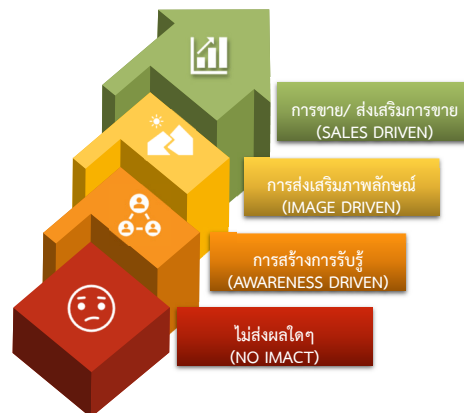 การขาย/ ส่งเสริมการขาย
(SALES DRIVEN)
การส่งเสริมภาพลักษณ์
(IMAGE DRIVEN)
การสร้างการรับรู้
(AWARENESS DRIVEN)
ไม่ส่งผลใดๆ
(NO IMACT)